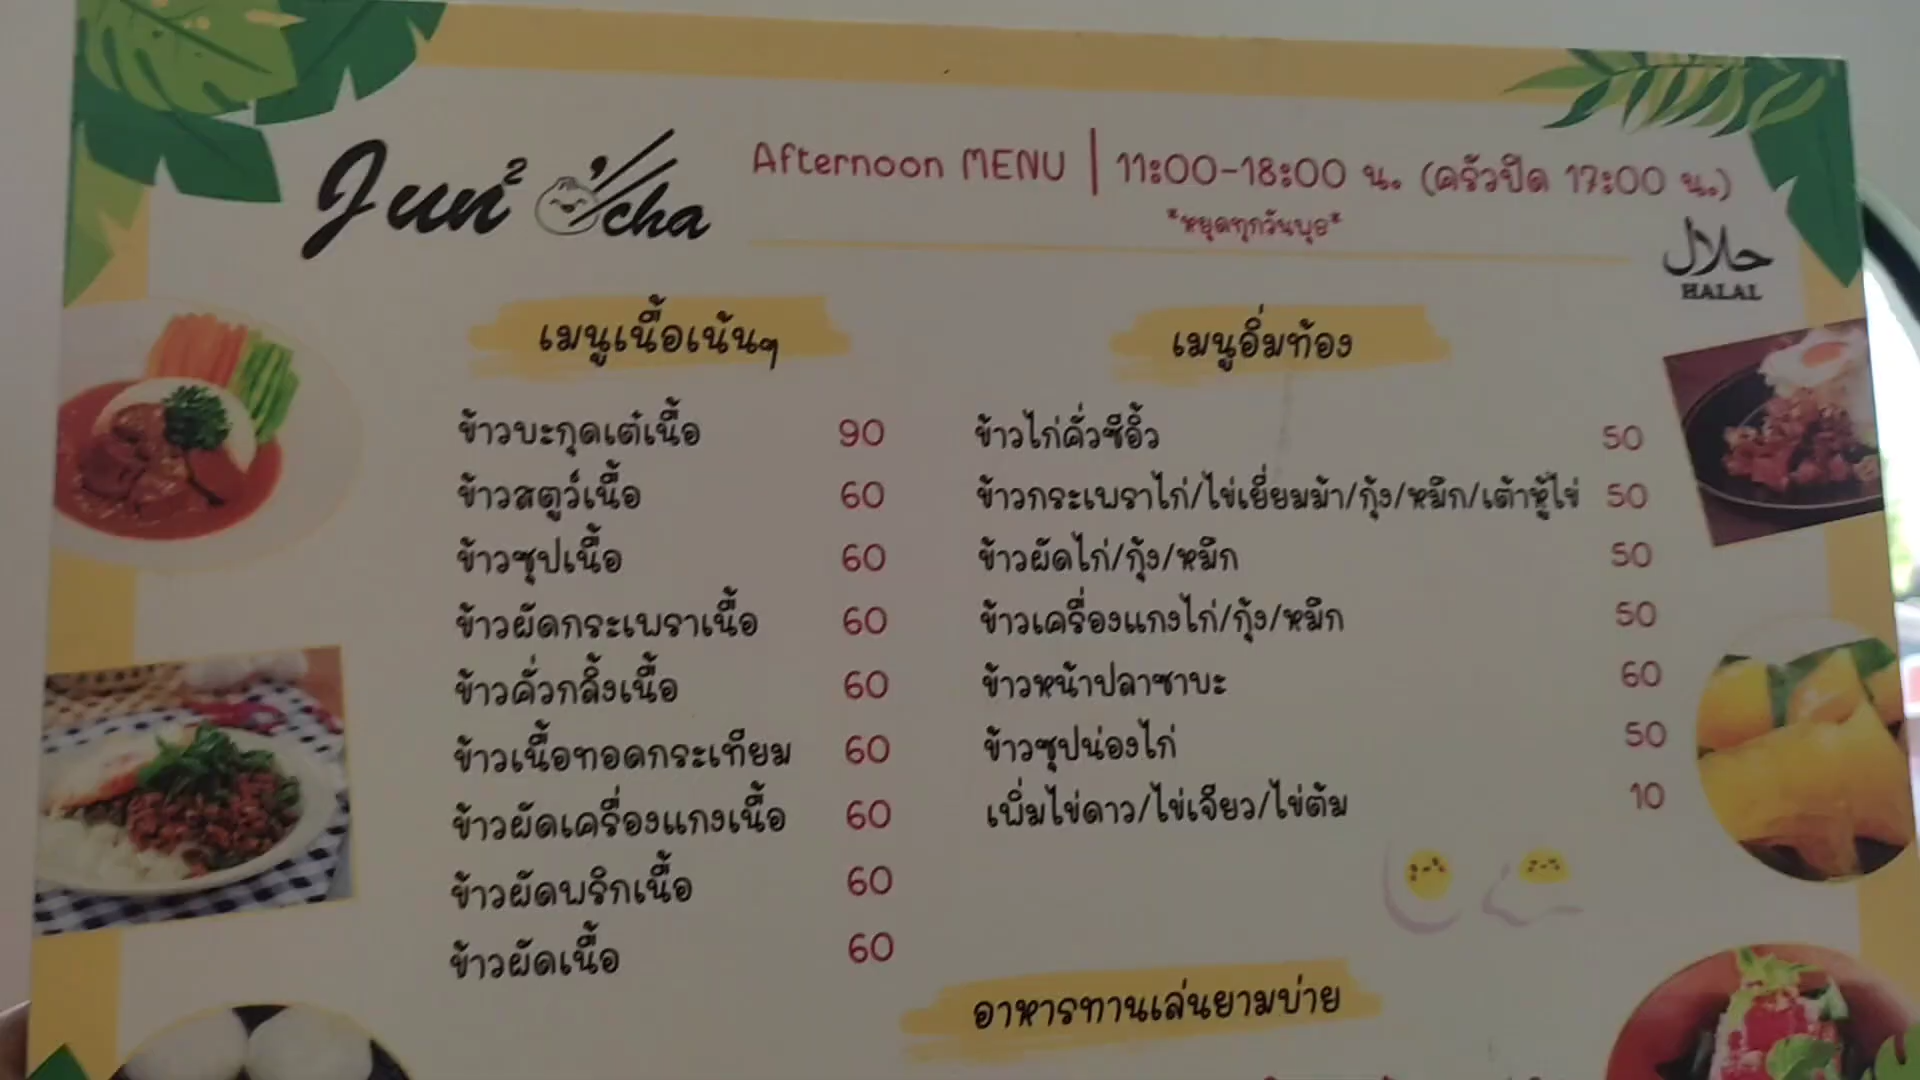 Jun² O'cha
Afternoon MENU | 11:00-18:00 น. (ครัวปิด 17:00 น.)
*หยุดทุกวันพุธ*
حلال
HALAL
เมนูเนื้อเน้นๆ
ข้าวบะกุดเต๋เนื้อ 90
ข้าวสตูว์เนื้อ 60
ข้าวซุปเนื้อ 60
ข้าวผัดกระเพราเนื้อ 60
ข้าวคั่วกลิ้งเนื้อ 60
ข้าวเนื้อทอดกระเทียม 60
ข้าวผัดเครื่องแกงเนื้อ 60
ข้าวผัดพริกเนื้อ 60
ข้าวผัดเนื้อ 60
เมนูอิ่มท้อง
ข้าวไก่คั่วซีอิ้ว 50
ข้าวกระเพราไก่/ไข่เยี่ยมม้า/กุ้ง/หมึก/เต้าหู้ไข่ 50
ข้าวผัดไก่/กุ้ง/หมึก 50
ข้าวเครื่องแกงไก่/กุ้ง/หมึก 50
ข้าวหน้าปลาซาบะ 60
ข้าวซุปน่องไก่ 50
เพิ่มไข่ดาว/ไข่เจียว/ไข่ต้ม 10
อาหารทานเล่นยามบ่าย